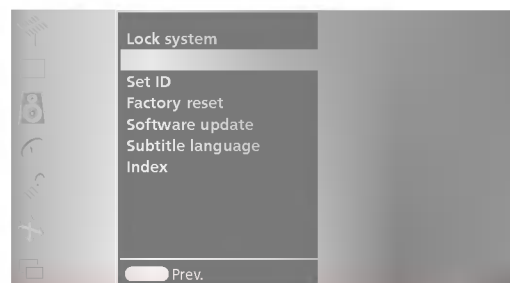 Lock system
Set ID
Factory reset
Software update
Subtitle language
Index
Prev.